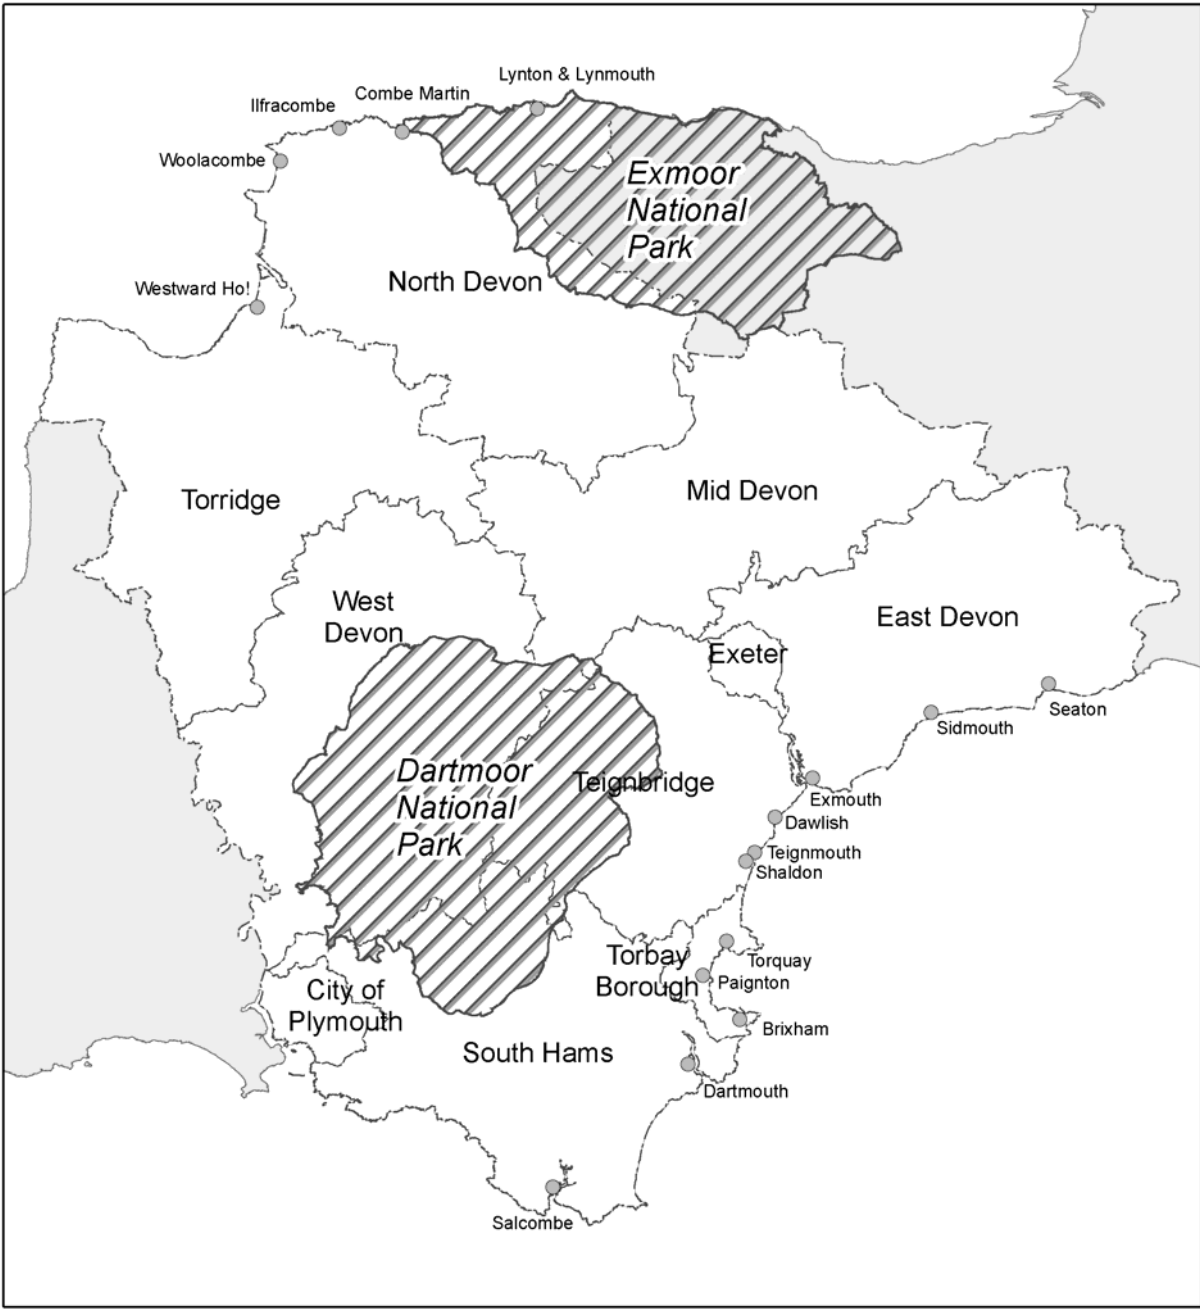 Lynton & Lynmouth
Combe Martin
Ilfracombe
Woolacombe
Exmoor
National
Park
North Devon
Westward Ho!
Torridge
Mid Devon
West
Devon
East Devon
Exeter
Seaton
Sidmouth
Dartmoor
National
Park
Teignbridge
Exmouth
Dawlish
Teignmouth
Shaldon
Torbay
Borough
Torquay
Paignton
City of
Plymouth
Brixham
South Hams
Dartmouth
Salcombe